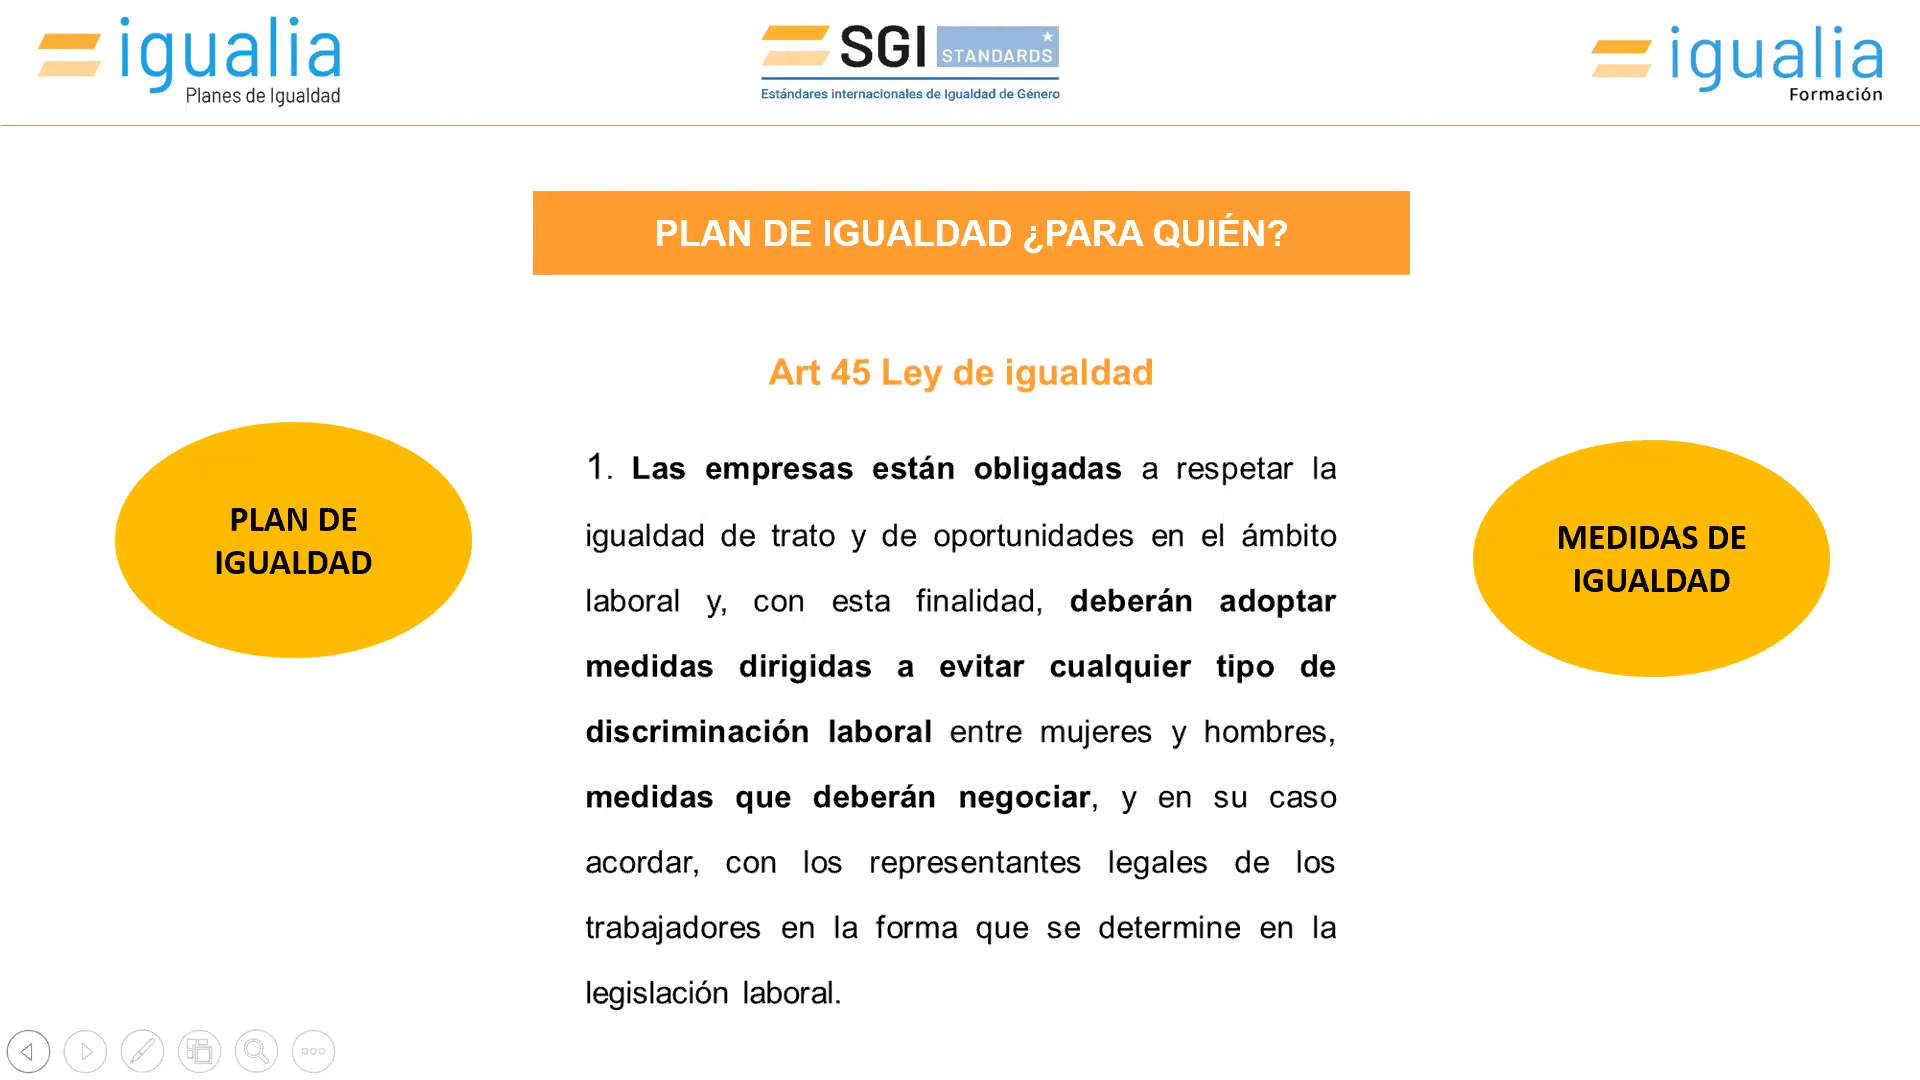 igualia
Planes de Igualdad
SGI STANDARDS
Estándares internacionales de Igualdad de Género
igualia
Formación
PLAN DE IGUALDAD ¿PARA QUIÉN?
Art 45 Ley de igualdad
PLAN DE
IGUALDAD
1. Las empresas están obligadas a respetar la
igualdad de trato y de oportunidades en el ámbito
laboral y, con esta finalidad, deberán adoptar
medidas dirigidas a evitar cualquier tipo de
discriminación laboral entre mujeres y hombres,
medidas que deberán negociar, y en su caso
acordar, con los representantes legales de los
trabajadores en la forma que se determine en la
legislación laboral.
MEDIDAS DE
IGUALDAD